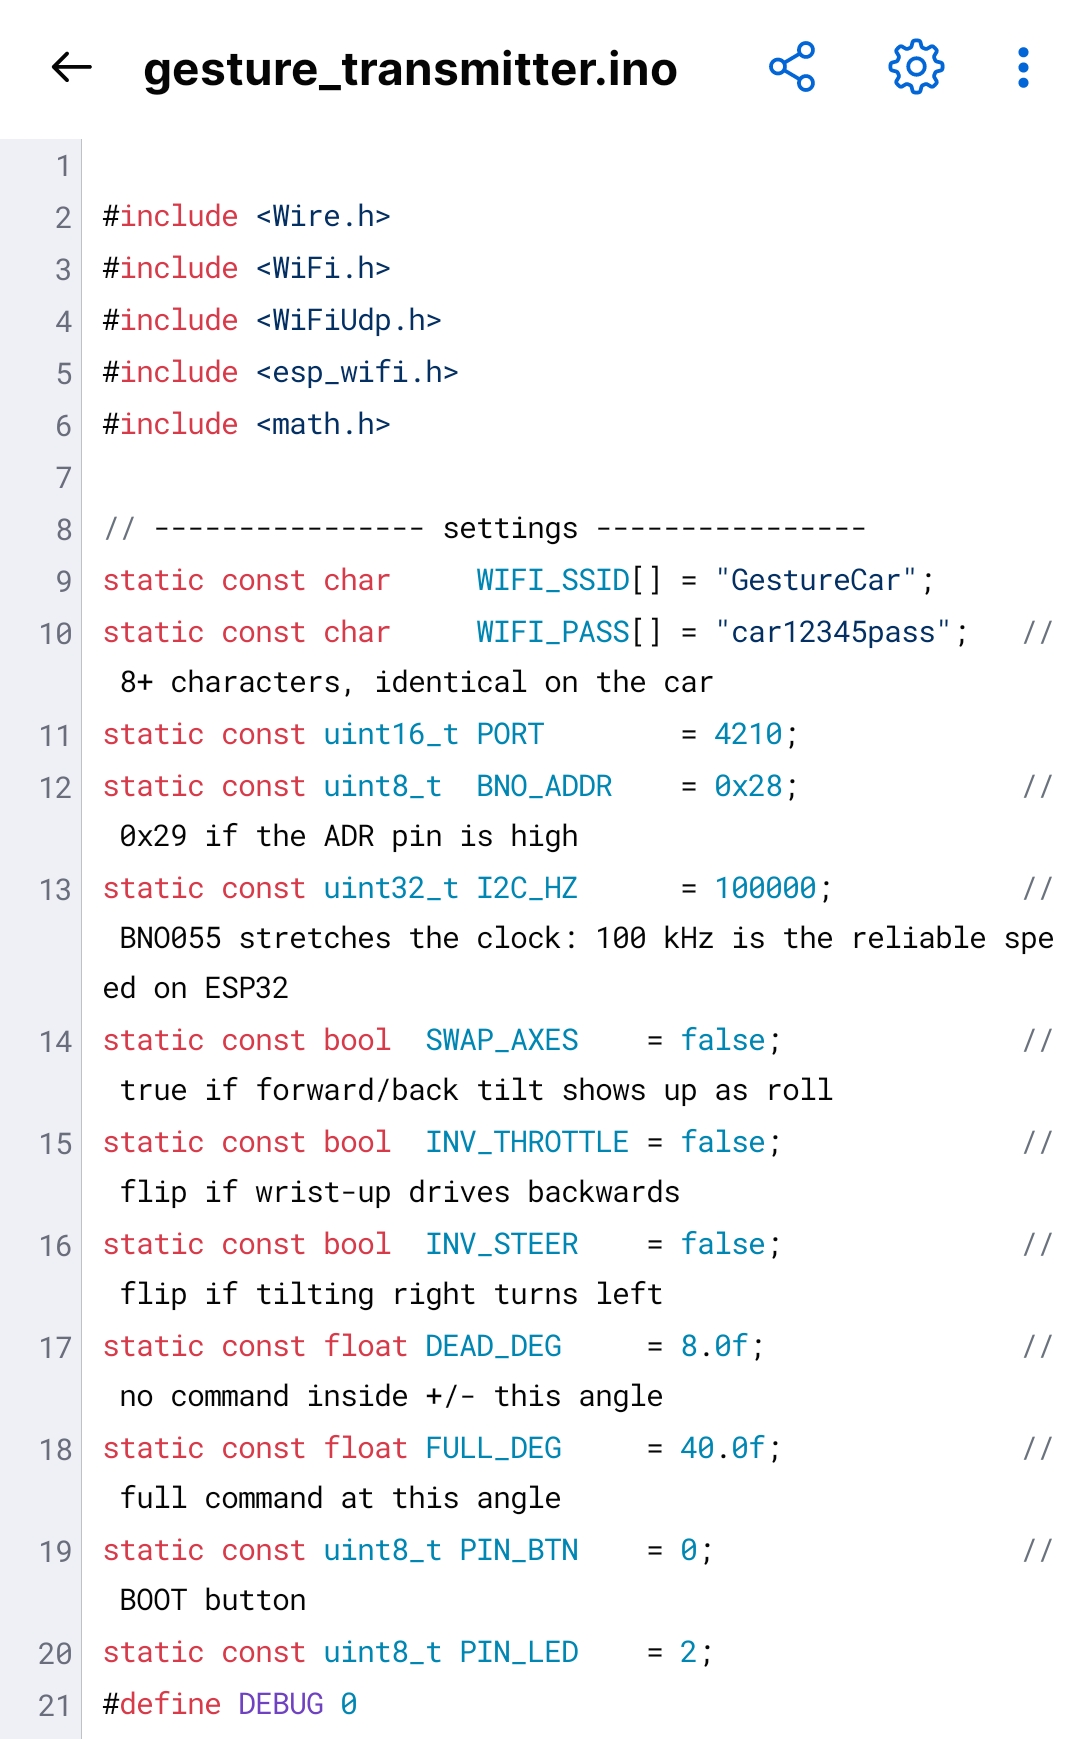 gesture_transmitter.ino
1
2 #include <Wire.h>
3 #include <WiFi.h>
4 #include <WiFiUdp.h>
5 #include <esp_wifi.h>
6 #include <math.h>
7
8 // ---------------- settings ----------------
9 static const char     WIFI_SSID[] = "GestureCar";
10 static const char     WIFI_PASS[] = "car12345pass";   //
8+ characters, identical on the car
11 static const uint16_t PORT        = 4210;
12 static const uint8_t  BNO_ADDR    = 0x28;             //
0x29 if the ADR pin is high
13 static const uint32_t I2C_HZ      = 100000;           //
BNO055 stretches the clock: 100 kHz is the reliable spe
ed on ESP32
14 static const bool  SWAP_AXES    = false;              //
true if forward/back tilt shows up as roll
15 static const bool  INV_THROTTLE = false;              //
flip if wrist-up drives backwards
16 static const bool  INV_STEER    = false;              //
flip if tilting right turns left
17 static const float DEAD_DEG     = 8.0f;               //
no command inside +/- this angle
18 static const float FULL_DEG     = 40.0f;              //
full command at this angle
19 static const uint8_t PIN_BTN    = 0;                  //
BOOT button
20 static const uint8_t PIN_LED    = 2;
21 #define DEBUG 0